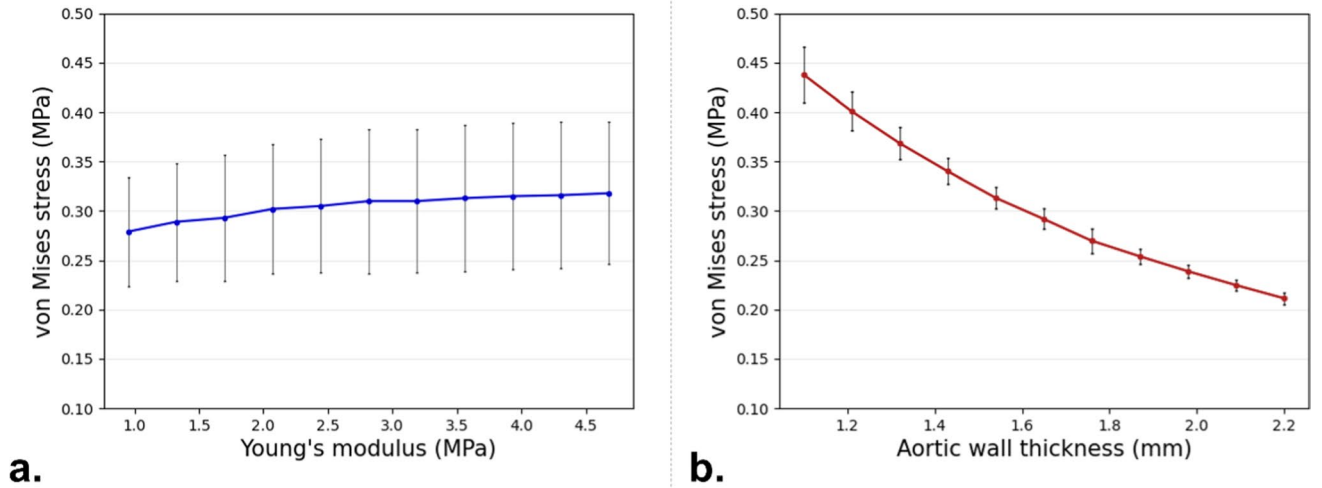 0.50
0.45
0.40
0.35
0.30
0.25
0.20
0.15
0.10
von Mises stress (MPa)
1.0 1.5 2.0 2.5 3.0 3.5 4.0 4.5
Young's modulus (MPa)
a.
0.50
0.45
0.40
0.35
0.30
0.25
0.20
0.15
0.10
von Mises stress (MPa)
1.2 1.4 1.6 1.8 2.0 2.2
Aortic wall thickness (mm)
b.